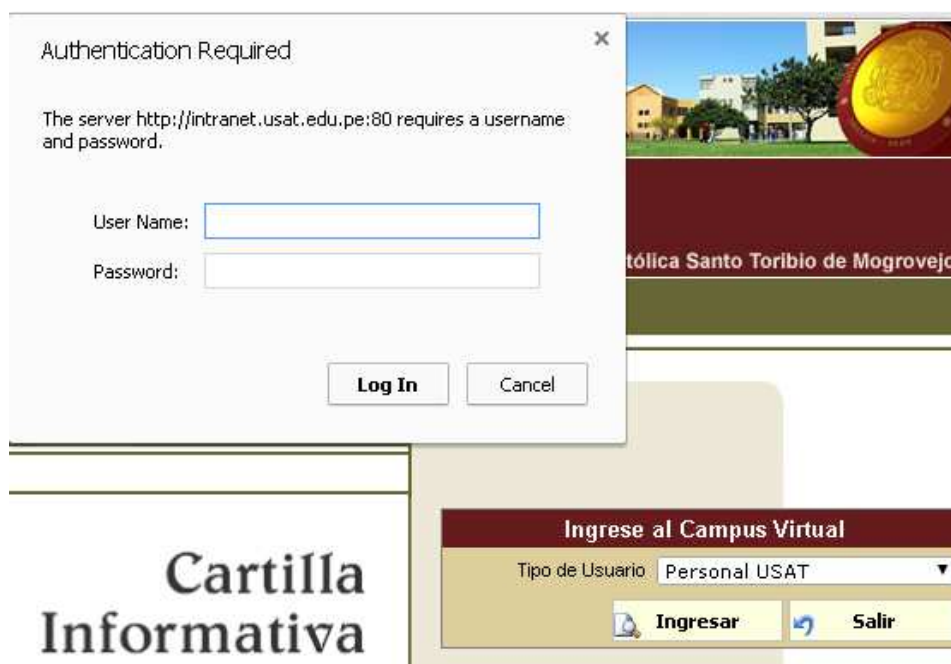 Authentication Required
The server http://intranet.usat.edu.pe:80 requires a username
and password.
User Name:
Password:
Log In
Cancel
tólica Santo Toribio de Mogrovejo
Ingrese al Campus Virtual
Tipo de Usuario
Personal USAT
Ingresar
Salir
Cartilla
Informativa